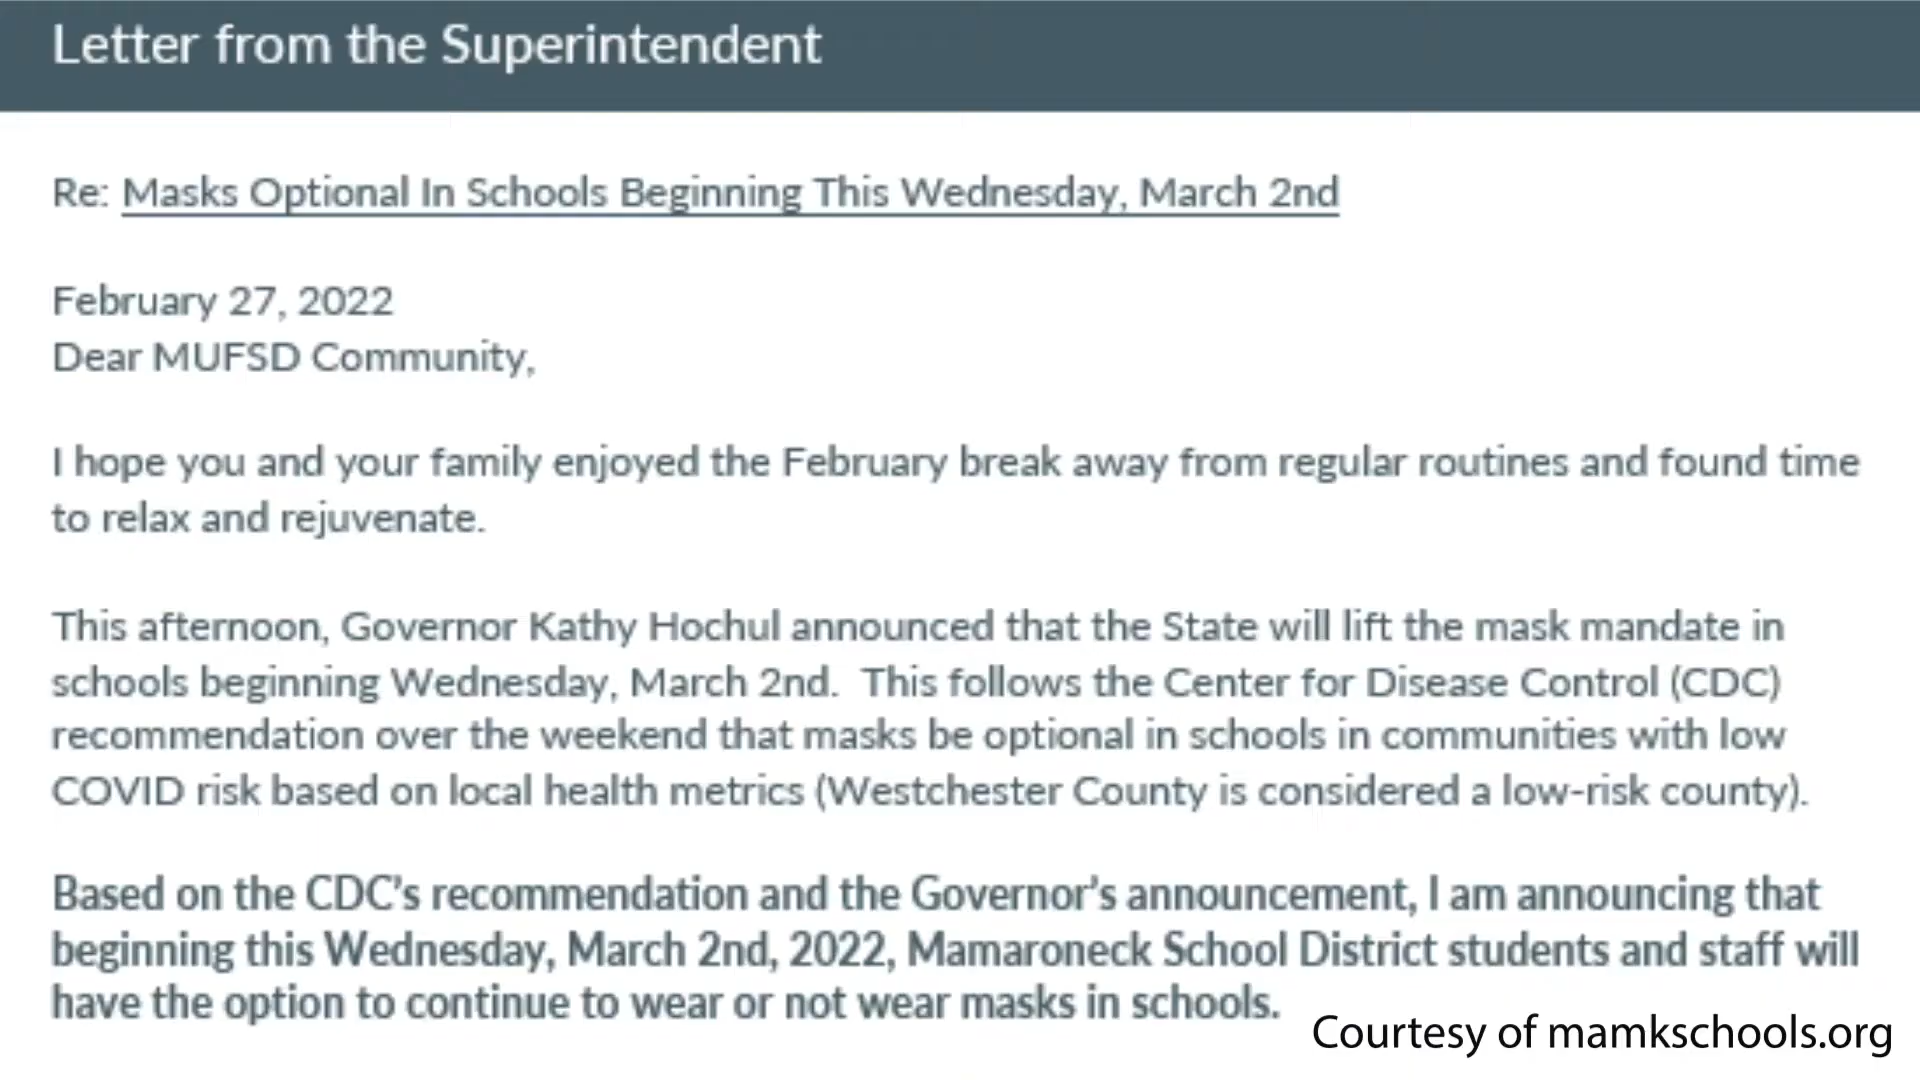 Letter from the Superintendent
Re: Masks Optional In Schools Beginning This Wednesday, March 2nd
February 27, 2022
Dear MUFSD Community,
I hope you and your family enjoyed the February break away from regular routines and found time
to relax and rejuvenate.
This afternoon, Governor Kathy Hochul announced that the State will lift the mask mandate in
schools beginning Wednesday, March 2nd.  This follows the Center for Disease Control (CDC)
recommendation over the weekend that masks be optional in schools in communities with low
COVID risk based on local health metrics (Westchester County is considered a low-risk county).
Based on the CDC's recommendation and the Governor's announcement, I am announcing that
beginning this Wednesday, March 2nd, 2022, Mamaroneck School District students and staff will
have the option to continue to wear or not wear masks in schools.
Courtesy of mamkschools.org